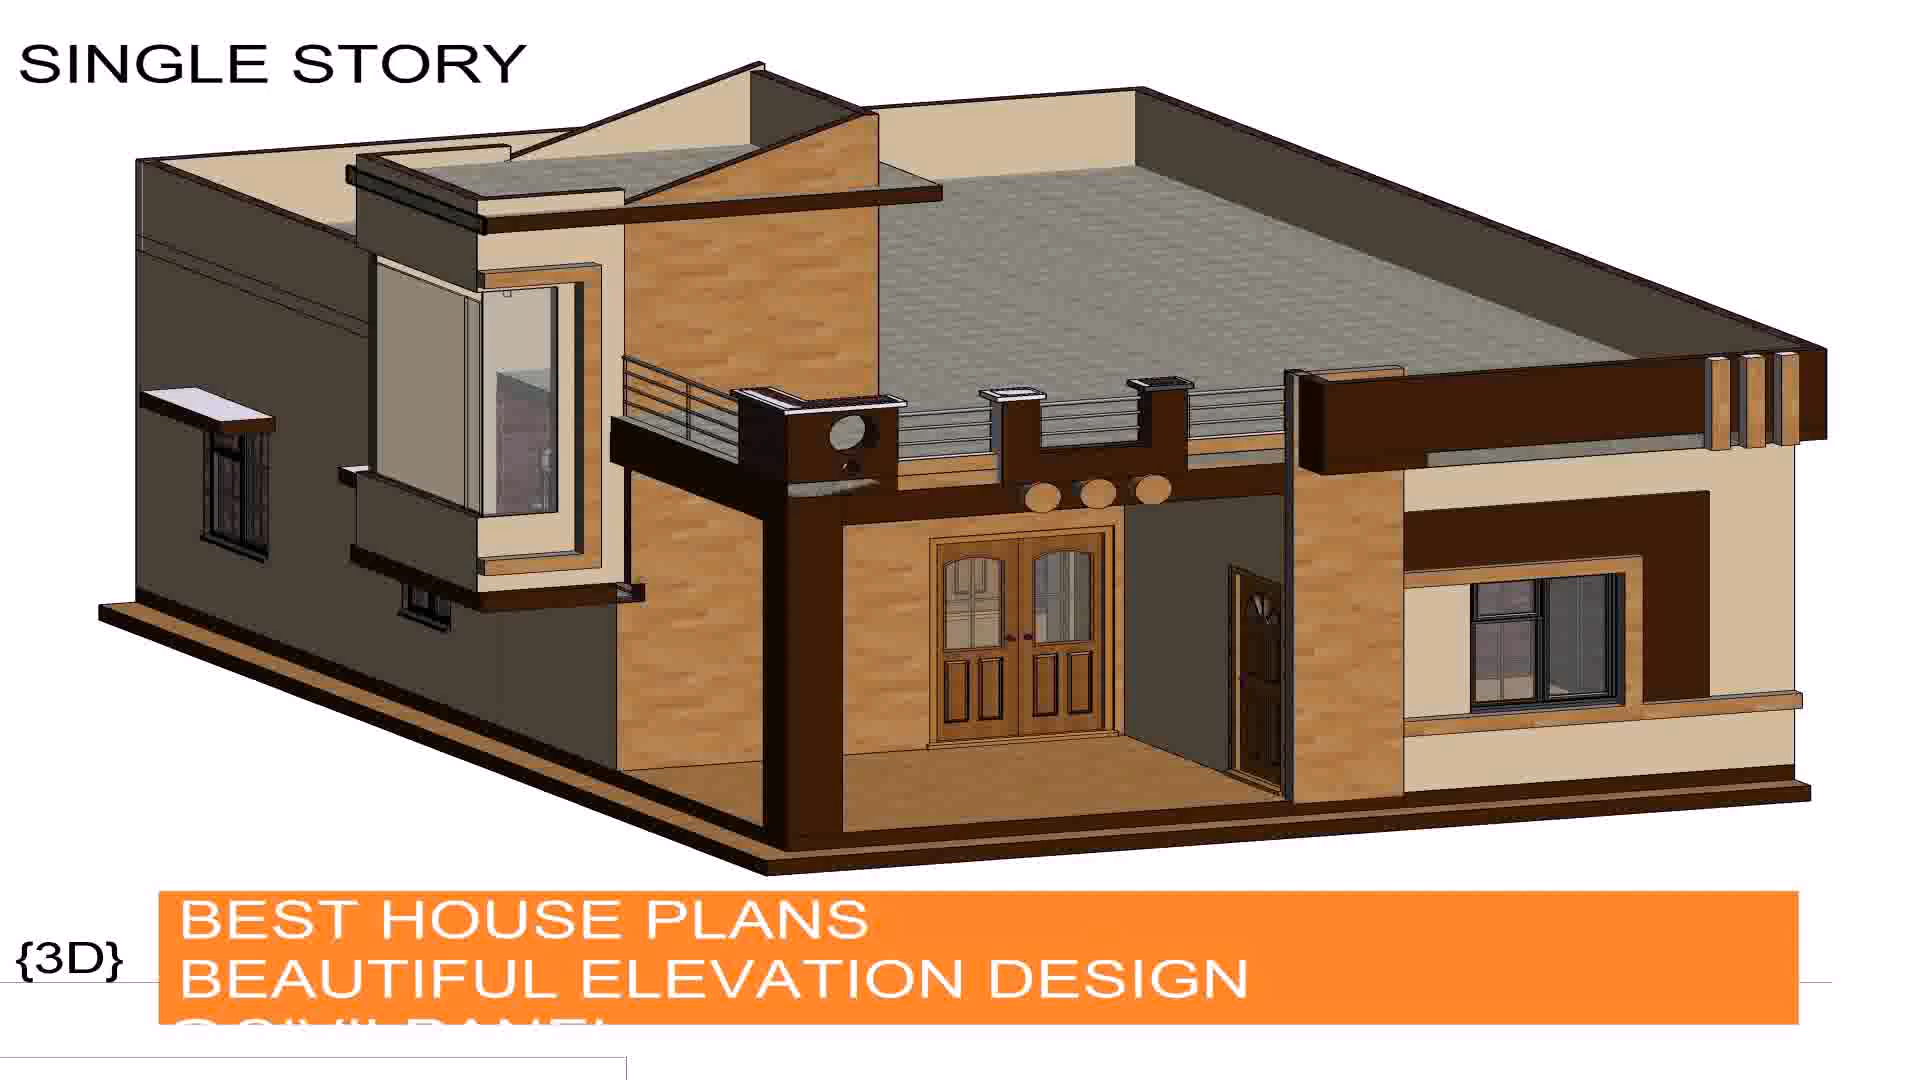 SINGLE STORY
{3D}
BEST HOUSE PLANS
BEAUTIFUL ELEVATION DESIGN